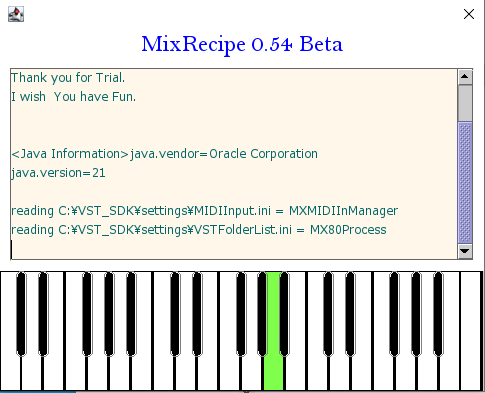 MixRecipe 0.54 Beta
Thank you for Trial.
I wish  You have Fun.
<Java Information>java.vendor=Oracle Corporation
java.version=21
reading C:¥VST_SDK¥settings¥MIDIInput.ini = MXMIDIInManager
reading C:¥VST_SDK¥settings¥VSTFolderList.ini = MX80Process